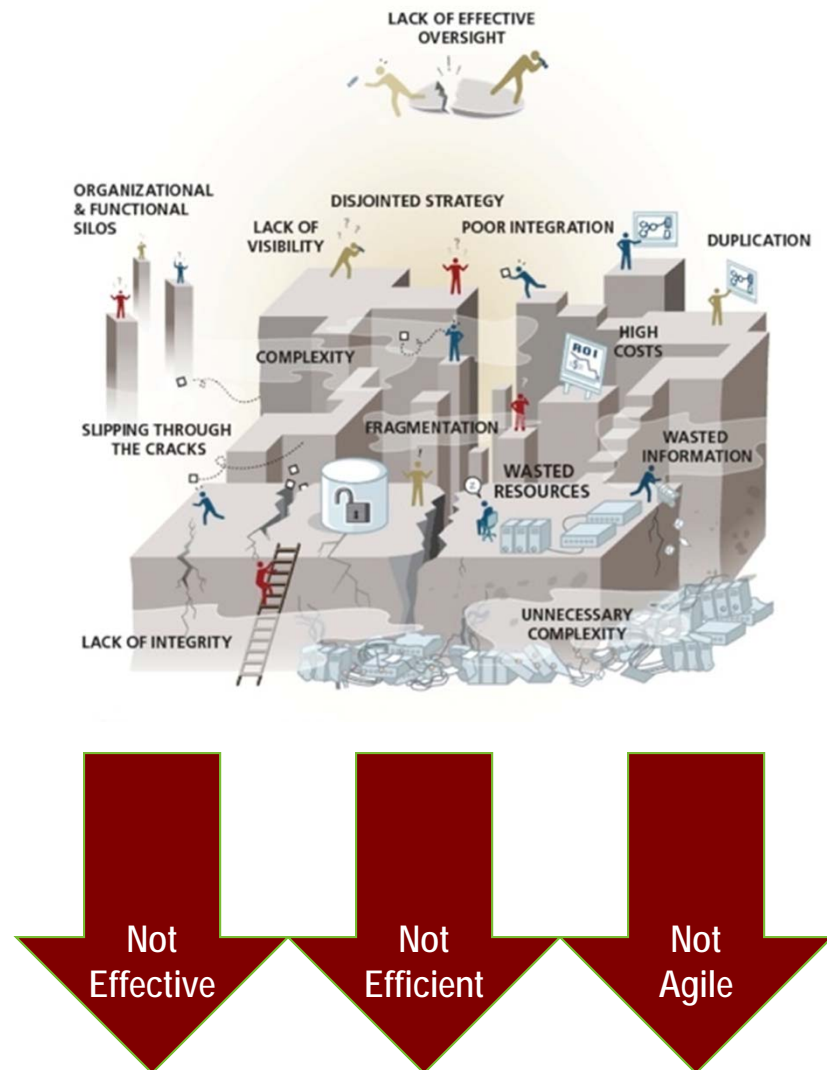 LACK OF EFFECTIVE
OVERSIGHT
ORGANIZATIONAL
& FUNCTIONAL
SILOS
DISJOINTED STRATEGY
LACK OF
VISIBILITY
POOR INTEGRATION
DUPLICATION
COMPLEXITY
HIGH
COSTS
ROI
$
SLIPPING THROUGH
THE CRACKS
FRAGMENTATION
WASTED
INFORMATION
WASTED
RESOURCES
LACK OF INTEGRITY
UNNECESSARY
COMPLEXITY
Not
Effective
Not
Efficient
Not
Agile